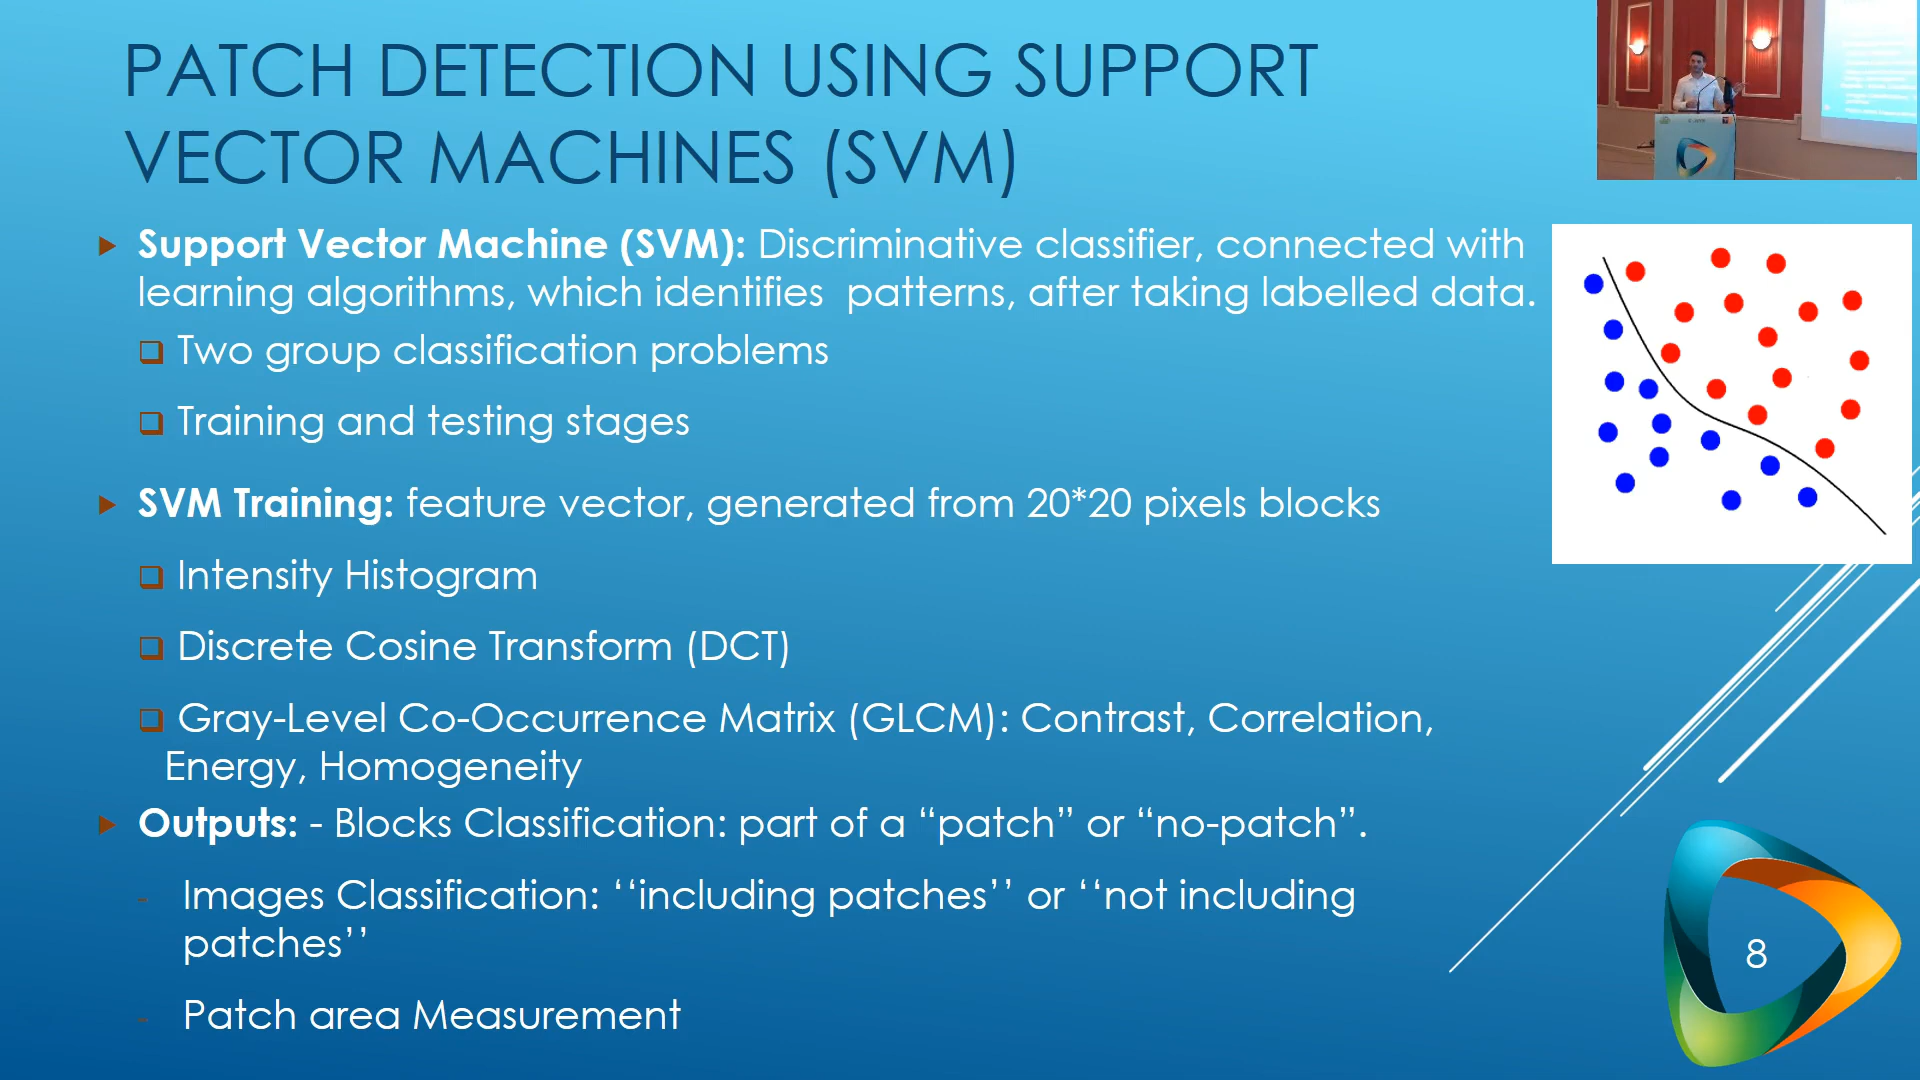 PATCH DETECTION USING SUPPORT
VECTOR MACHINES (SVM)
Support Vector Machine (SVM): Discriminative classifier, connected with
learning algorithms, which identifies patterns, after taking labelled data.
Two group classification problems
Training and testing stages
SVM Training: feature vector, generated from 20*20 pixels blocks
Intensity Histogram
Discrete Cosine Transform (DCT)
Gray-Level Co-Occurrence Matrix (GLCM): Contrast, Correlation,
Energy, Homogeneity
Outputs: - Blocks Classification: part of a “patch” or “no-patch”.
- Images Classification: ‘‘including patches’’ or ‘‘not including
patches’’
- Patch area Measurement
8